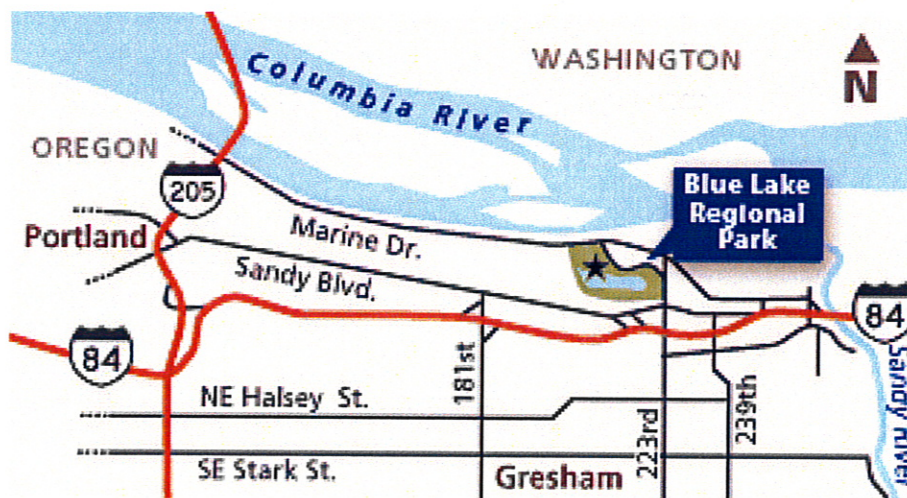 WASHINGTON
N
Columbia River
OREGON
205
Blue Lake
Regional
Park
Portland
Marine Dr.
Sandy Blvd.
84
84
181st
223rd
239th
Sandy River
NE Halsey St.
SE Stark St.
Gresham